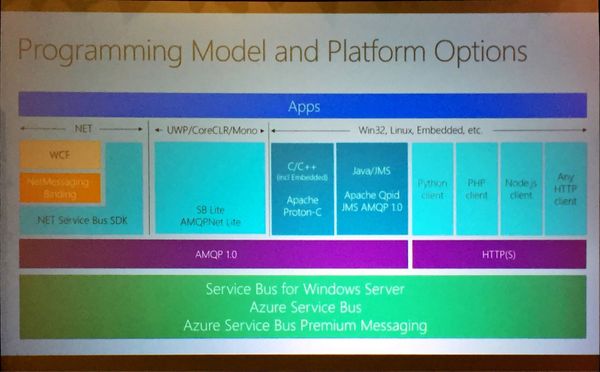 Programming Model and Platform Options
Apps
.NET
UWP/CoreCLR/Mono
Win32, Linux, Embedded, etc.
WCF
NetMessaging
Binding
.NET Service Bus SDK
SB Lite
AMQPNet Lite
C/C++
(incl Embedded)
Apache
Proton-C
Java/JMS
Apache Qpid
JMS AMQP 1.0
Python
client
PHP
client
Node.js
client
Any
HTTP
client
AMQP 1.0
HTTP(S)
Service Bus for Windows Server
Azure Service Bus
Azure Service Bus Premium Messaging